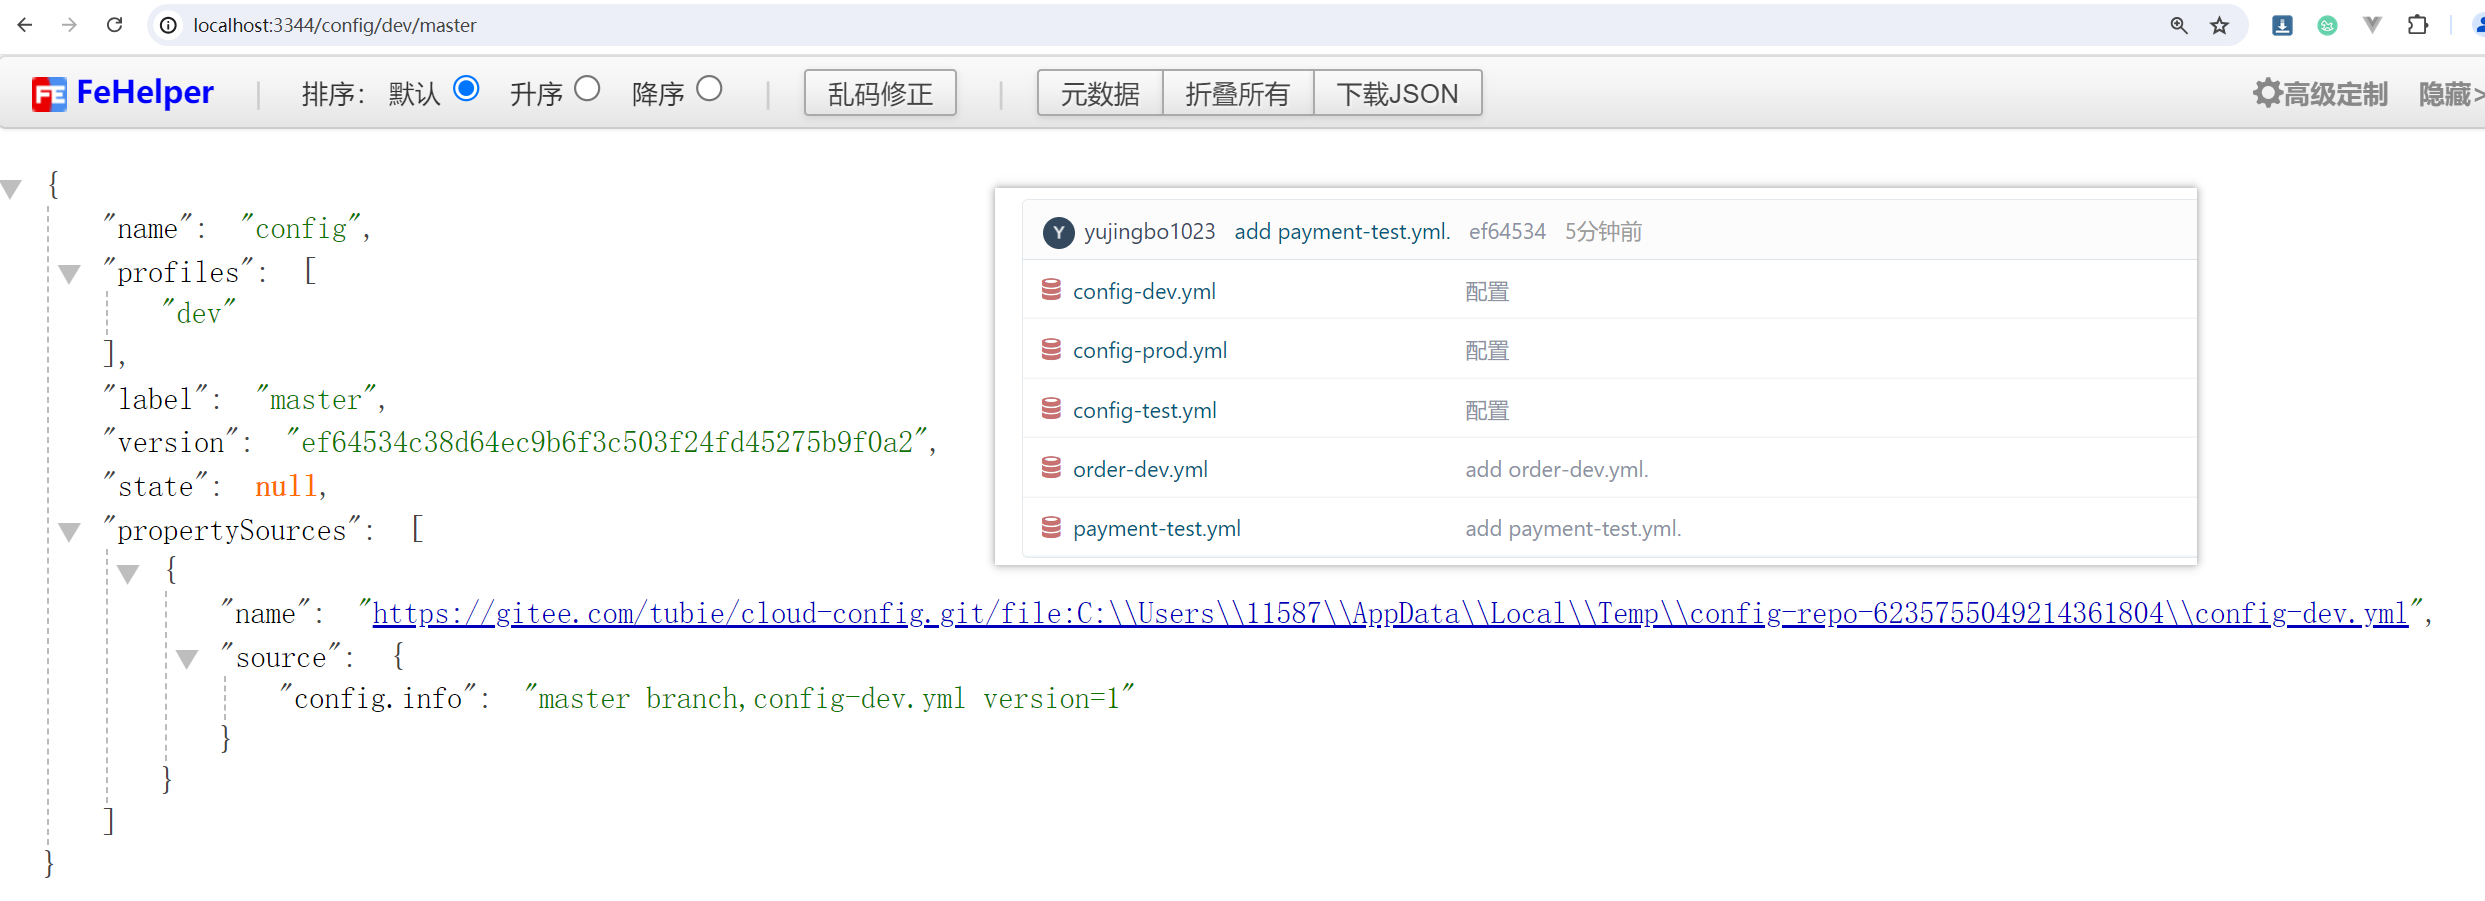 localhost:3344/config/dev/master
FeHelper | 排序： 默认 升序 降序 | 乱码修正 | 元数据 折叠所有 下载JSON 高级定制 隐藏>
{
"name": "config",
"profiles": [
"dev"
],
"label": "master",
"version": "ef64534c38d64ec9b6f3c503f24fd45275b9f0a2",
"state": null,
"propertySources": [
{
"name": "https://gitee.com/tubie/cloud-config.git/file:C:\\Users\\11587\\AppData\\Local\\Temp\\config-repo-6235755049214361804\\config-dev.yml",
"source": {
"config.info": "master branch,config-dev.yml version=1"
}
}
]
}
Y yujingbo1023 add payment-test.yml. ef64534 5分钟前
config-dev.yml 配置
config-prod.yml 配置
config-test.yml 配置
order-dev.yml add order-dev.yml.
payment-test.yml add payment-test.yml.